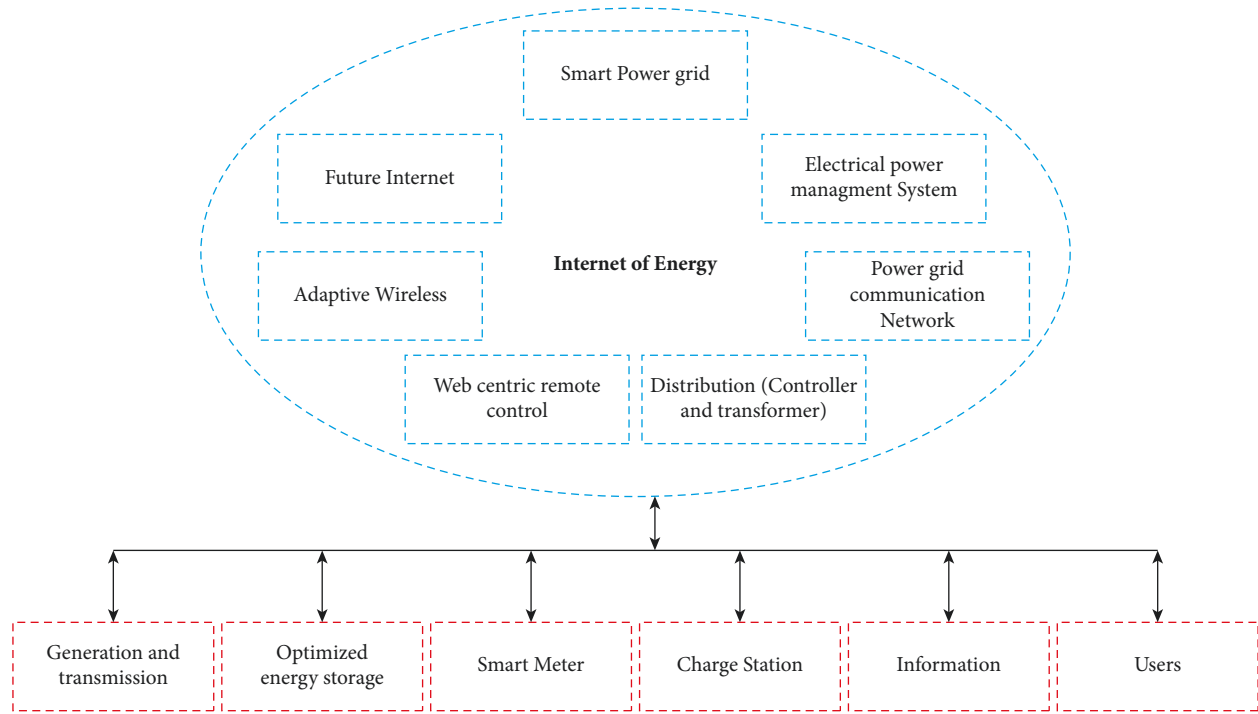 Smart Power grid
Future Internet
Electrical power
managment System
Internet of Energy
Adaptive Wireless
Power grid
communication
Network
Web centric remote
control
Distribution (Controller
and transformer)
Generation and
transmission
Optimized
energy storage
Smart Meter
Charge Station
Information
Users